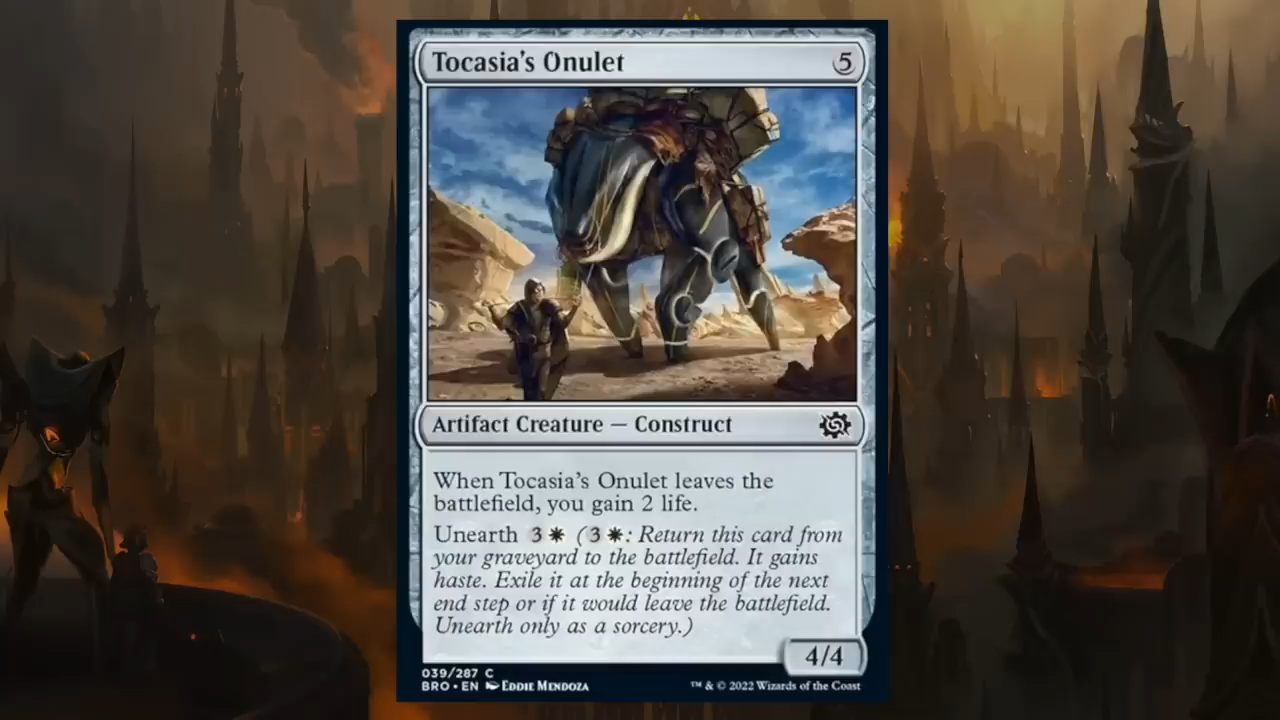 Tocasia's Onulet 5
Artifact Creature — Construct
When Tocasia's Onulet leaves the
battlefield, you gain 2 life.
Unearth 3 (3 : Return this card from
your graveyard to the battlefield. It gains
haste. Exile it at the beginning of the next
end step or if it would leave the battlefield.
Unearth only as a sorcery.)
4/4
039/287 C
BRO • EN Eddie Mendoza
™ & © 2022 Wizards of the Coast